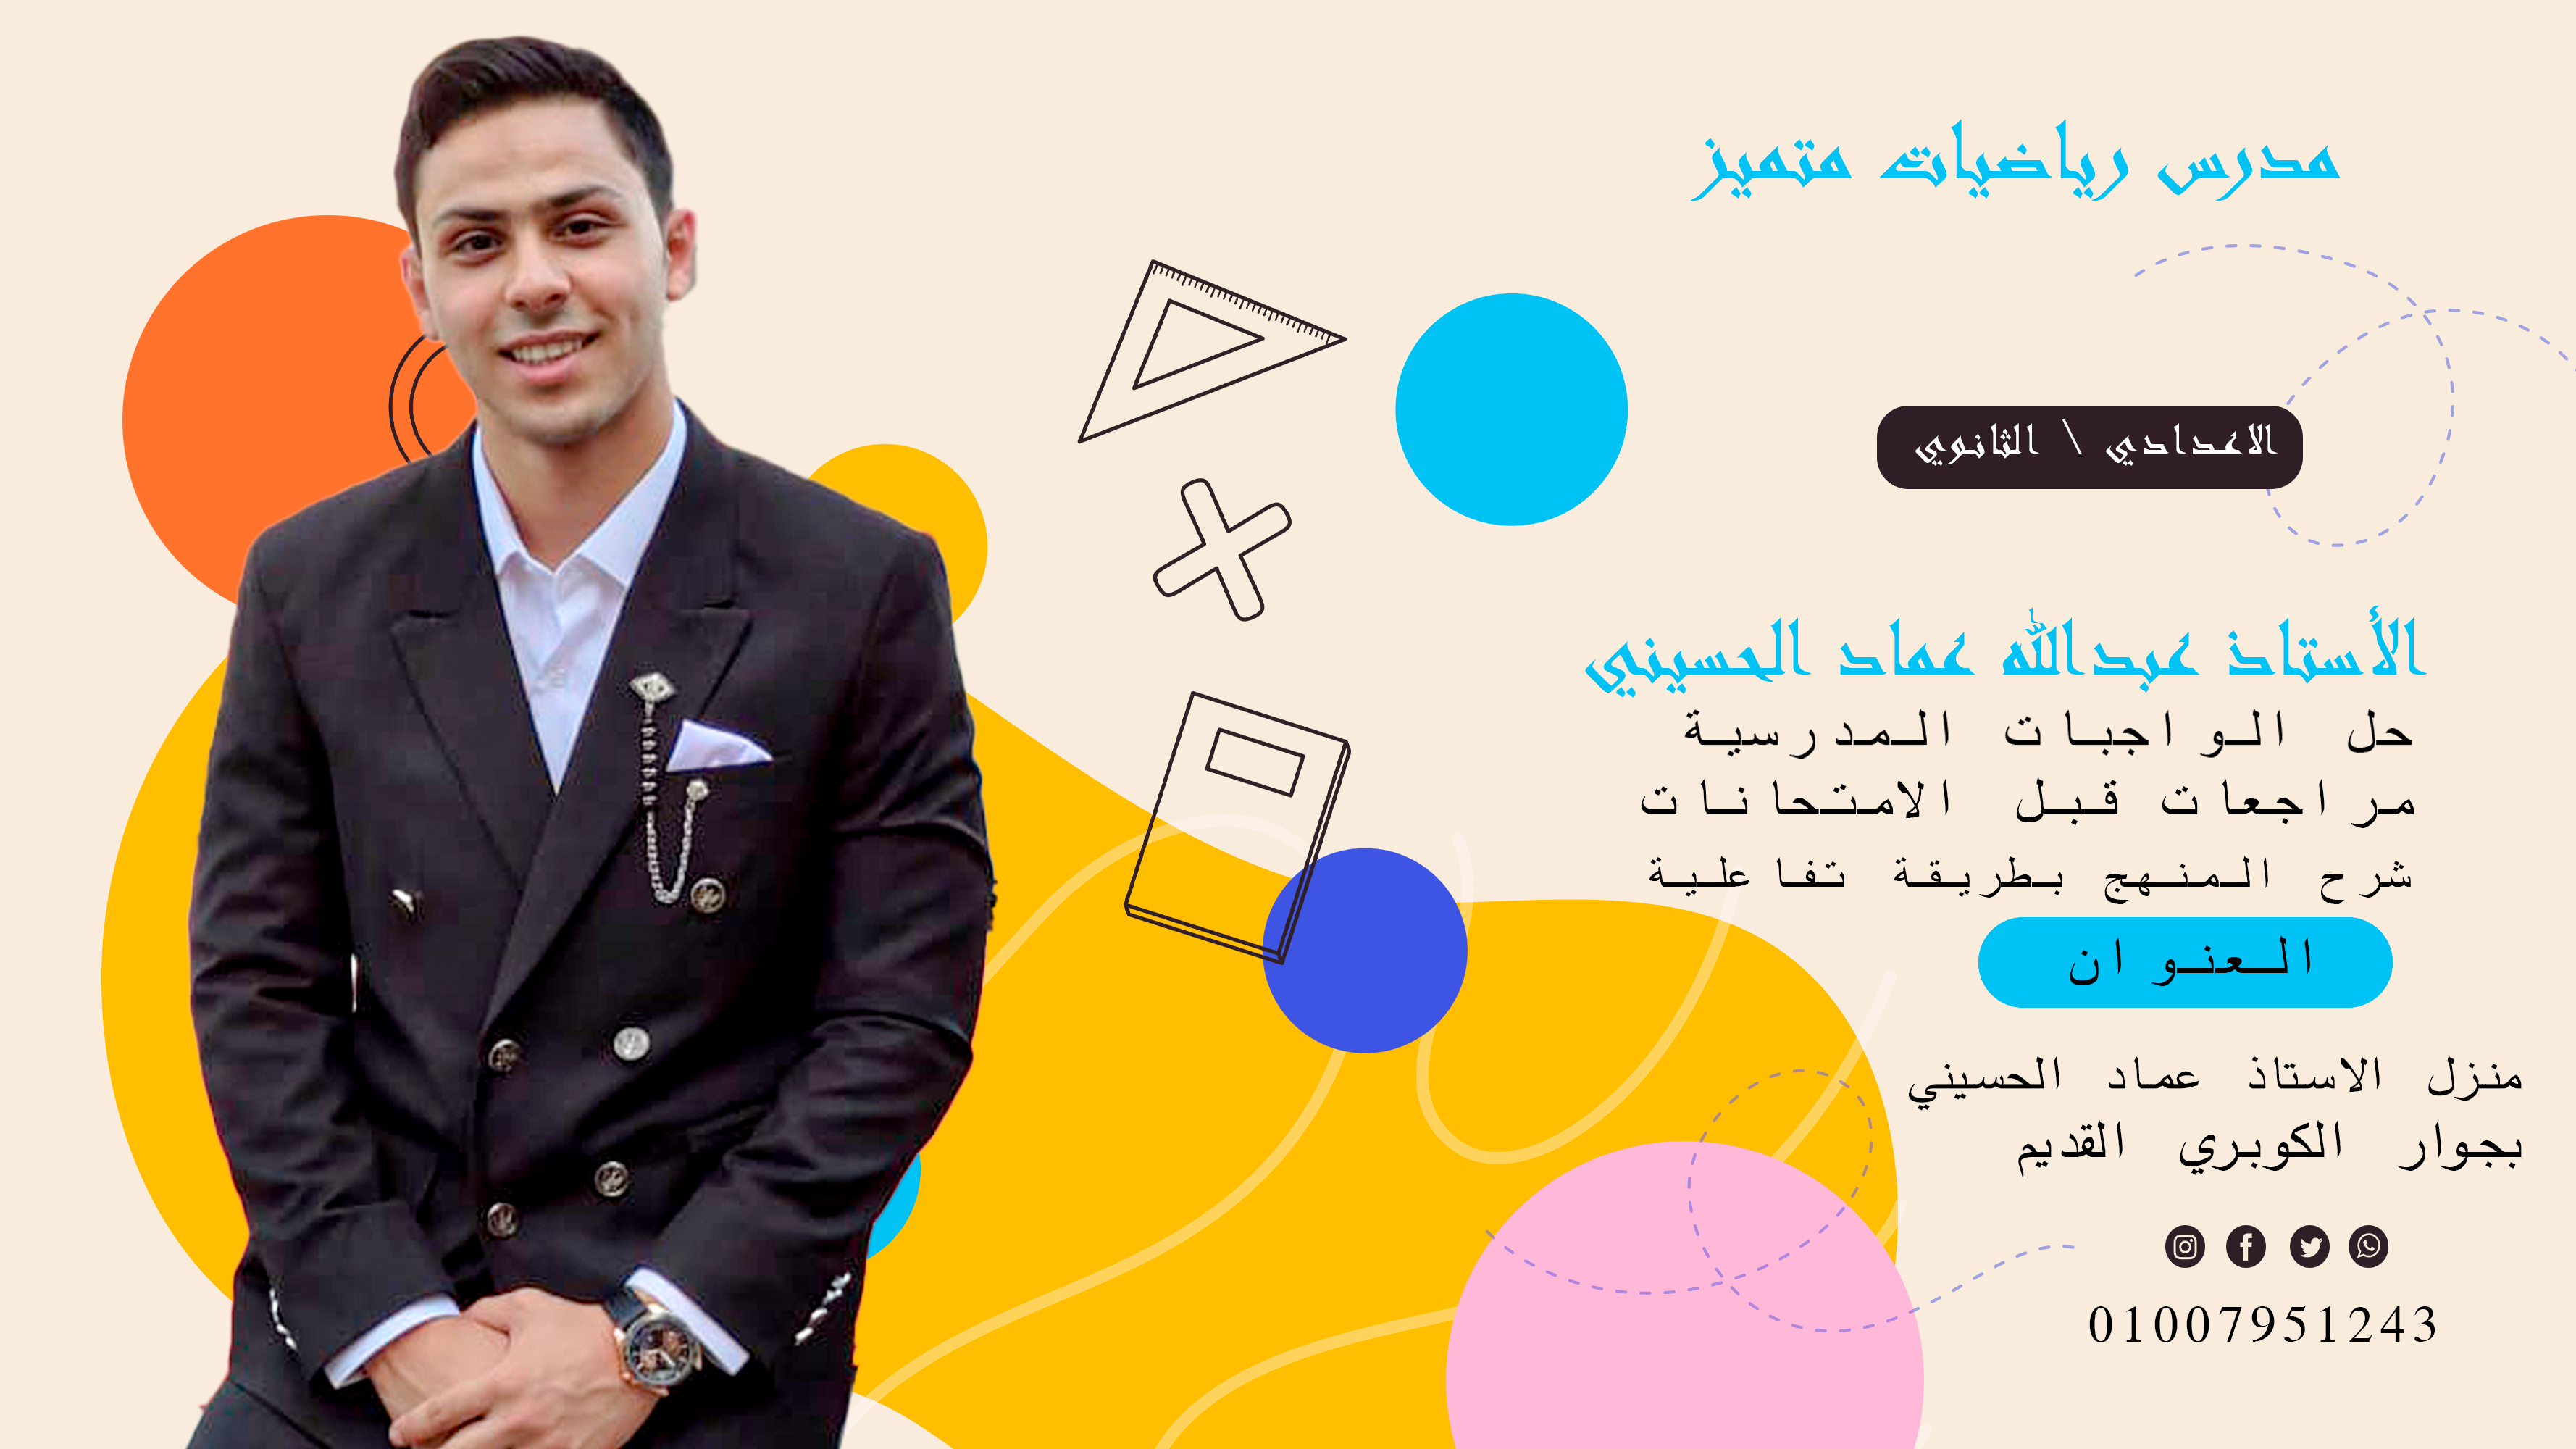 مدرس رياضيات متميز
الاعدادي \ الثانوي
الأستاذ عبدالله عماد الحسيني
حل الواجبات المدرسية
مراجعات قبل الامتحانات
شرح المنهج بطريقة تفاعلية
العنوان
منزل الاستاذ عماد الحسيني
بجوار الكوبري القديم
01007951243